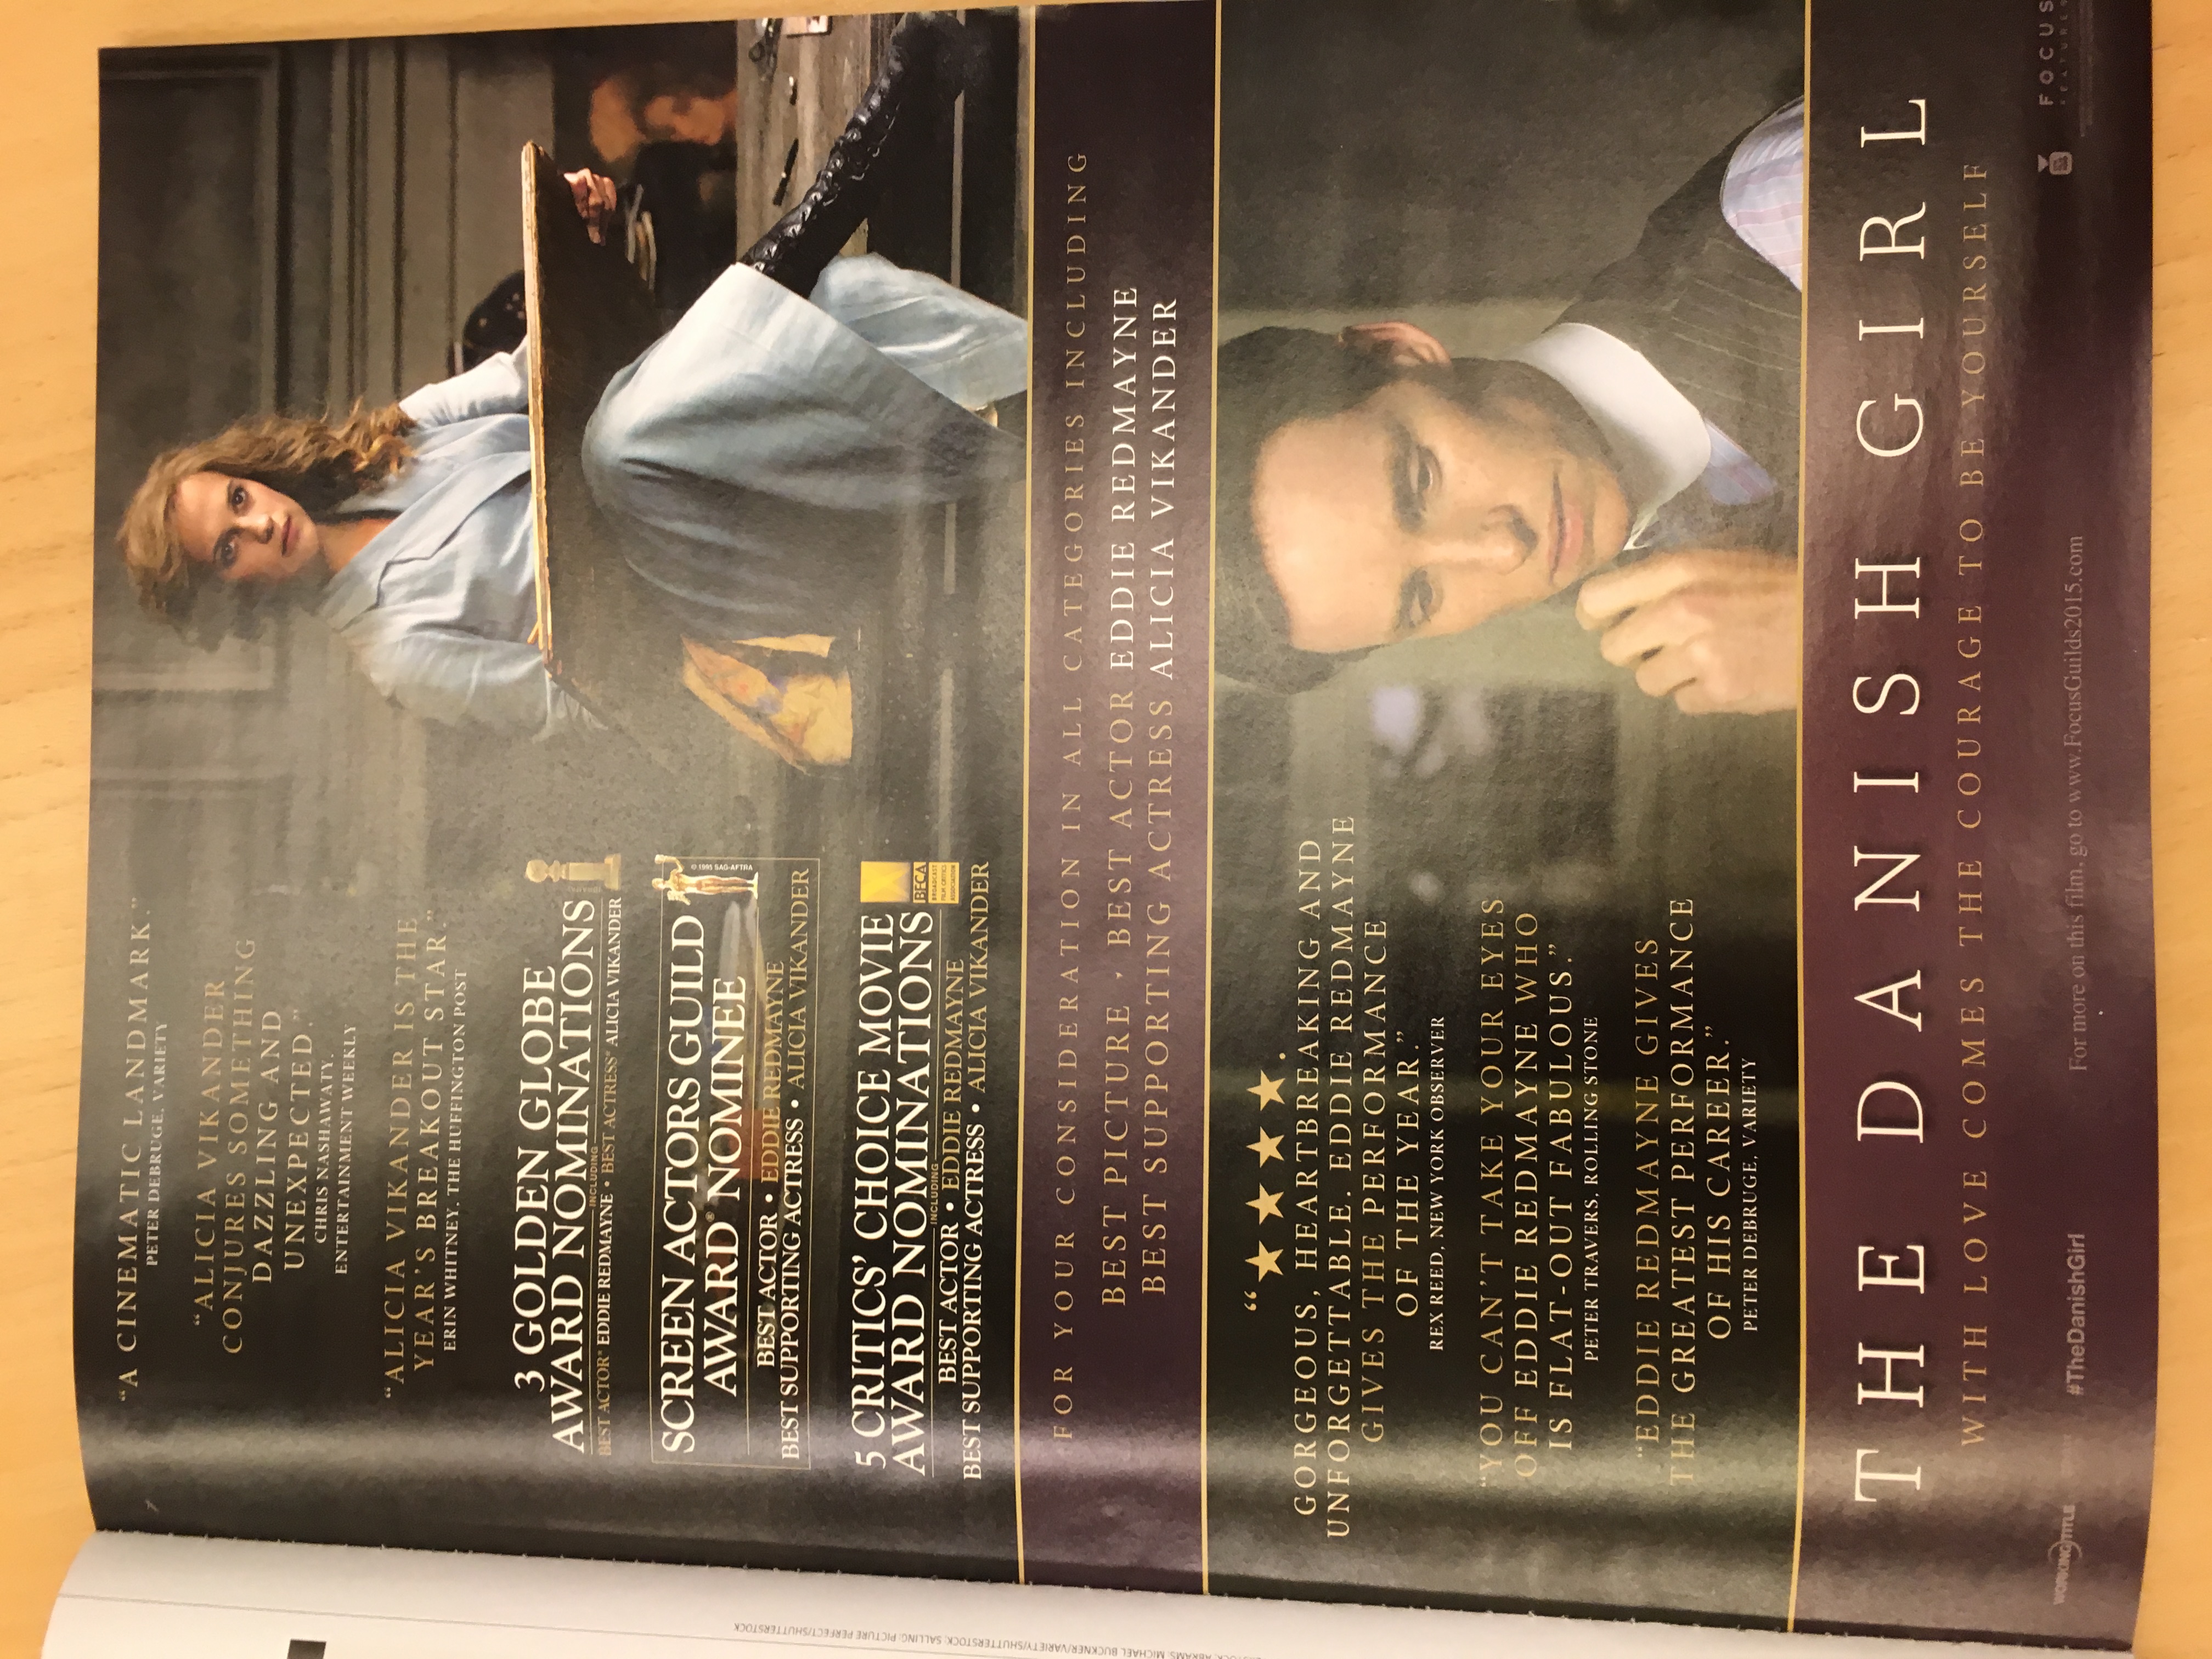 “A CINEMATIC LANDMARK.”
PETER DEBRUGE, VARIETY
“ALICIA VIKANDER
CONJURES SOMETHING
DAZZLING AND
UNEXPECTED.”
CHRIS NASHAWATY,
ENTERTAINMENT WEEKLY
“ALICIA VIKANDER IS THE
YEAR’S BREAKOUT STAR.”
ERIN WHITNEY, THE HUFFINGTON POST
3 GOLDEN GLOBE
AWARD NOMINATIONS
INCLUDING
BEST ACTOR* EDDIE REDMAYNE • BEST ACTRESS* ALICIA VIKANDER
SCREEN ACTORS GUILD
AWARD® NOMINEE
© 1995 SAG-AFTRA
BEST ACTOR • EDDIE REDMAYNE
BEST SUPPORTING ACTRESS • ALICIA VIKANDER
5 CRITICS’ CHOICE MOVIE
AWARD NOMINATIONS
BFCA
BROADCAST
FILM CRITICS
ASSOCIATION
INCLUDING
BEST ACTOR • EDDIE REDMAYNE
BEST SUPPORTING ACTRESS • ALICIA VIKANDER
FOR YOUR CONSIDERATION IN ALL CATEGORIES INCLUDING
BEST PICTURE • BEST ACTOR EDDIE REDMAYNE
BEST SUPPORTING ACTRESS ALICIA VIKANDER
“★★★★.
GORGEOUS, HEARTBREAKING AND
UNFORGETTABLE. EDDIE REDMAYNE
GIVES THE PERFORMANCE
OF THE YEAR.”
REX REED, NEW YORK OBSERVER
“YOU CAN’T TAKE YOUR EYES
OFF EDDIE REDMAYNE WHO
IS FLAT-OUT FABULOUS.”
PETER TRAVERS, ROLLING STONE
“EDDIE REDMAYNE GIVES
THE GREATEST PERFORMANCE
OF HIS CAREER.”
PETER DEBRUGE, VARIETY
THE DANISH GIRL
WITH LOVE COMES THE COURAGE TO BE YOURSELF
WORKING TITLE
#TheDanishGirl
For more on this film, go to www.FocusGuilds2015.com
FOCUS
FEATURES
ABRAMS: MICHAEL BUCKNER/VARIETY/SHUTTERSTOCK; SALLING: PICTURE PERFECT/SHUTTERSTOCK